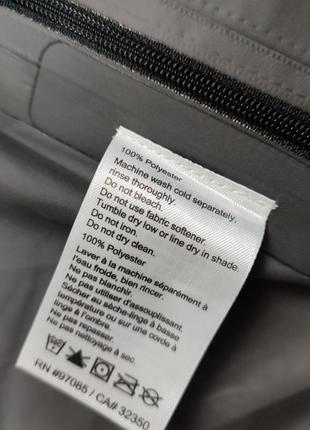 100% Polyester
Machine wash cold separately,
rinse thoroughly.
Do not bleach.
Do not use fabric softener.
Tumble dry low or line dry in shade.
Do not iron.
Do not dry clean.
100% Polyester
Laver à la machine séparément à
l'eau froide, bien rincer.
Ne pas blanchir.
Ne pas utiliser d'assouplissant.
Sécher au sèche-linge à basse
température ou sur une corde à
linge à l'ombre.
Ne pas repasser.
Ne pas nettoyage à sec.
RN #97085 / CA# 32350